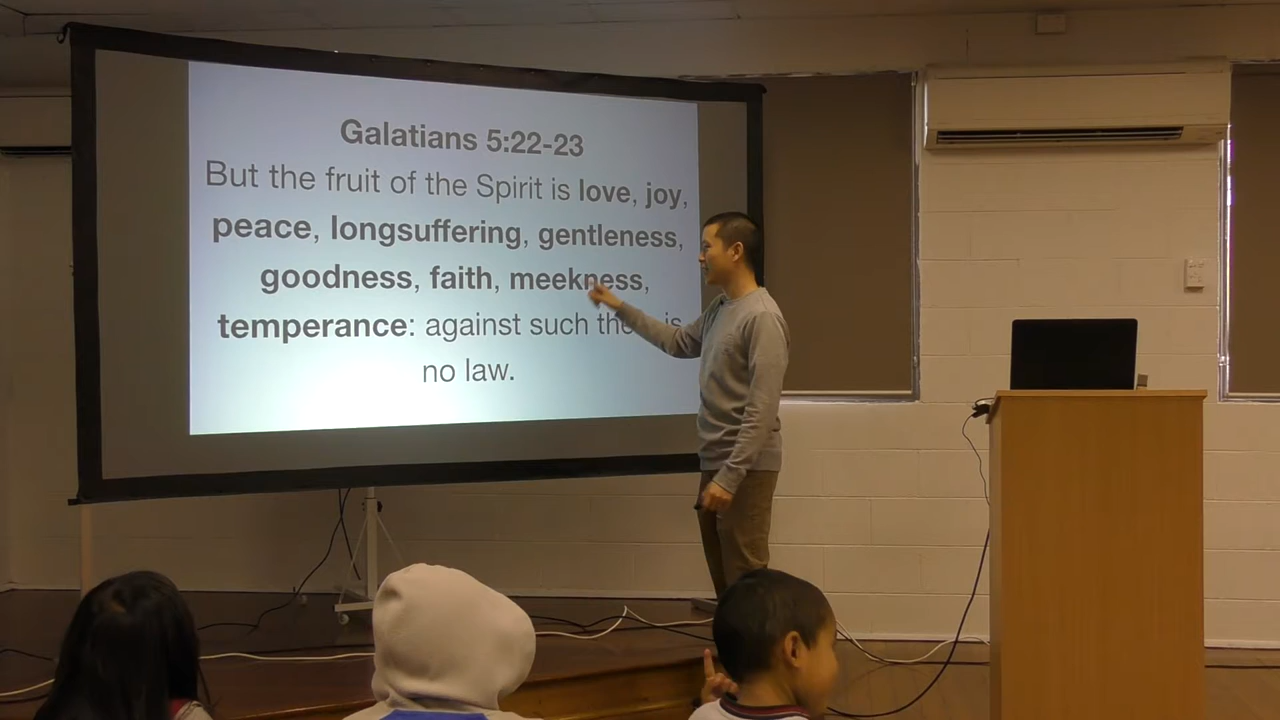 Galatians 5:22-23
But the fruit of the Spirit is love, joy,
peace, longsuffering, gentleness,
goodness, faith, meekness,
temperance: against such is
no law.